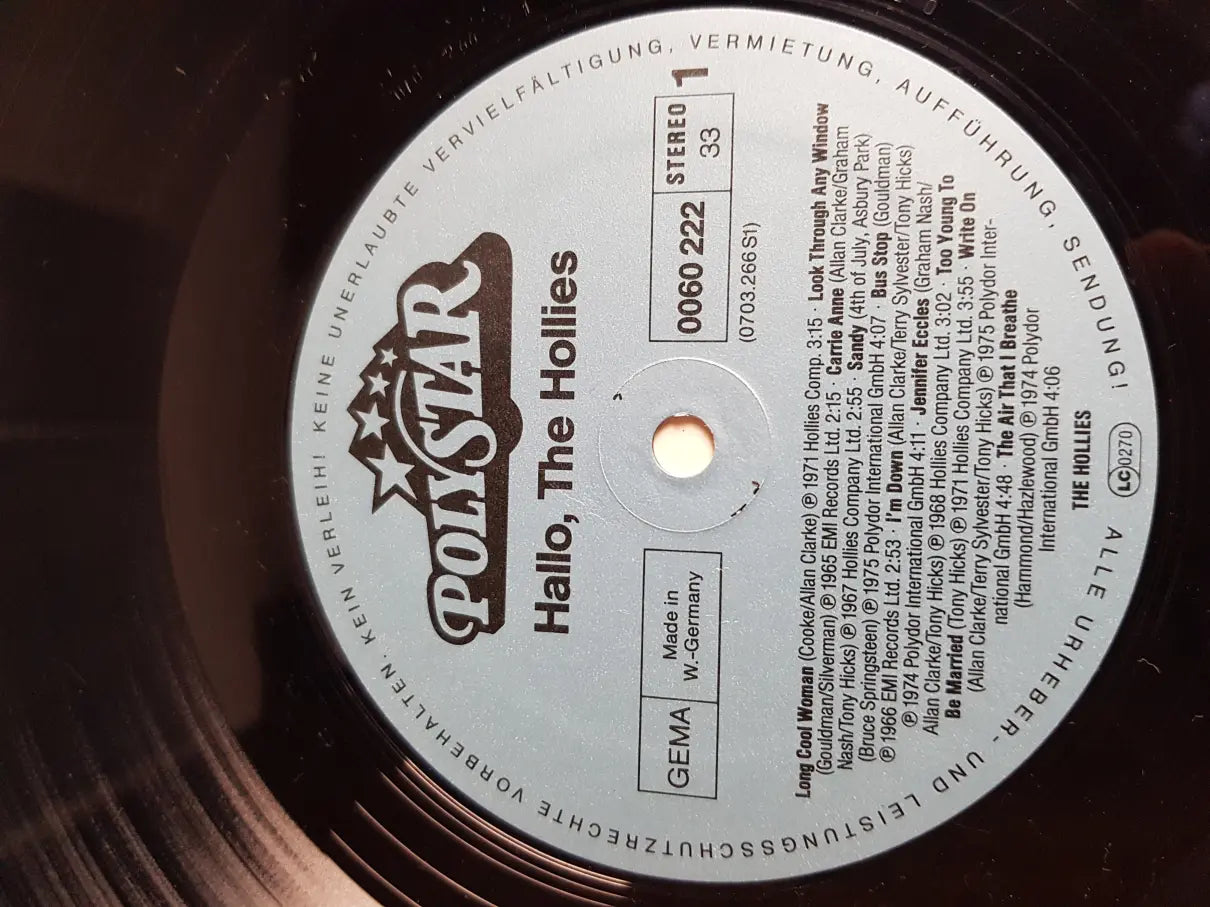 POLYSTAR
Hallo, The Hollies
GEMA
Made in
W.-Germany
0060 222
STEREO
33
1
(0703.266 S1)
Long Cool Woman (Cooke/Allan Clarke) ℗ 1971 Hollies Comp. 3:15 · Look Through Any Window
(Gouldman/Silverman) ℗ 1965 EMI Records Ltd. 2:15 · Carrie Anne (Allan Clarke/Graham
Nash/Tony Hicks) ℗ 1967 Hollies Company Ltd. 2:55 · Sandy (4th of July, Asbury Park)
(Bruce Springsteen) ℗ 1975 Polydor International GmbH 4:07 · Bus Stop (Gouldman)
℗ 1966 EMI Records Ltd. 2:53 · I'm Down (Allan Clarke/Terry Sylvester/Tony Hicks)
℗ 1974 Polydor International GmbH 4:11 · Jennifer Eccles (Graham Nash/
Allan Clarke/Tony Hicks) ℗ 1968 Hollies Company Ltd. 3:02 · Too Young To
Be Married (Tony Hicks) ℗ 1971 Hollies Company Ltd. 3:55 · Write On
(Allan Clarke/Terry Sylvester/Tony Hicks) ℗ 1975 Polydor Inter-
national GmbH 4:48 · The Air That I Breathe
(Hammond/Hazlewood) ℗ 1974 Polydor
International GmbH 4:06
THE HOLLIES
LC 0270
ALLE URHEBER- UND LEISTUNGSSCHUTZRECHTE VORBEHALTEN. KEIN VERLEIH! KEINE UNERLAUBTE VERVIELFÄLTIGUNG, VERMIETUNG, AUFFÜHRUNG, SENDUNG!